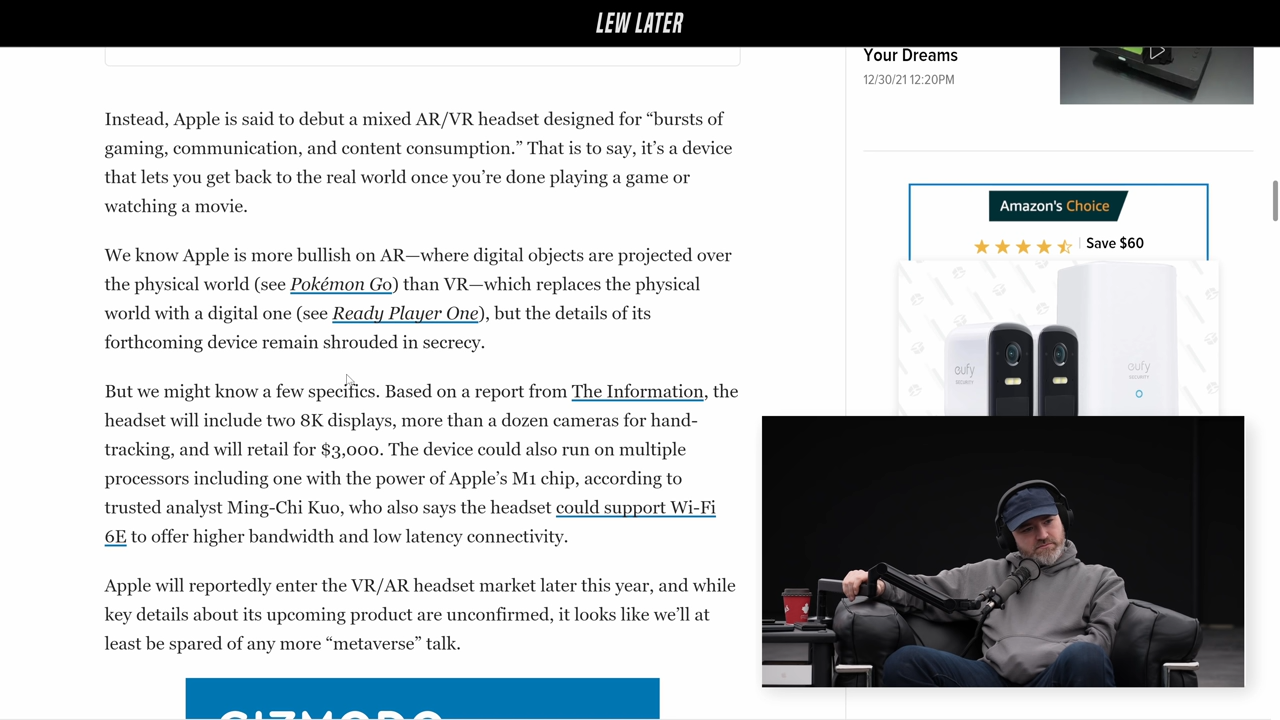 LEW LATER
Instead, Apple is said to debut a mixed AR/VR headset designed for “bursts of
gaming, communication, and content consumption.” That is to say, it’s a device
that lets you get back to the real world once you’re done playing a game or
watching a movie.
We know Apple is more bullish on AR—where digital objects are projected over
the physical world (see Pokémon Go) than VR—which replaces the physical
world with a digital one (see Ready Player One), but the details of its
forthcoming device remain shrouded in secrecy.
But we might know a few specifics. Based on a report from The Information, the
headset will include two 8K displays, more than a dozen cameras for hand-
tracking, and will retail for $3,000. The device could also run on multiple
processors including one with the power of Apple’s M1 chip, according to
trusted analyst Ming-Chi Kuo, who also says the headset could support Wi-Fi
6E to offer higher bandwidth and low latency connectivity.
Apple will reportedly enter the VR/AR headset market later this year, and while
key details about its upcoming product are unconfirmed, it looks like we’ll at
least be spared of any more “metaverse” talk.
GIZMODO
Your Dreams
12/30/21 12:20PM
Amazon's Choice
Save $60
eufy
SECURITY
eufy
SECURITY